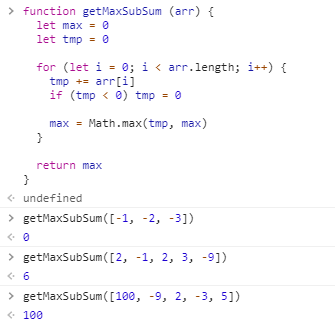 > function getMaxSubSum (arr) {
    let max = 0
    let tmp = 0

    for (let i = 0; i < arr.length; i++) {
      tmp += arr[i]
      if (tmp < 0) tmp = 0

      max = Math.max(tmp, max)
    }

    return max
  }
< undefined
> getMaxSubSum([-1, -2, -3])
< 0
> getMaxSubSum([2, -1, 2, 3, -9])
< 6
> getMaxSubSum([100, -9, 2, -3, 5])
< 100